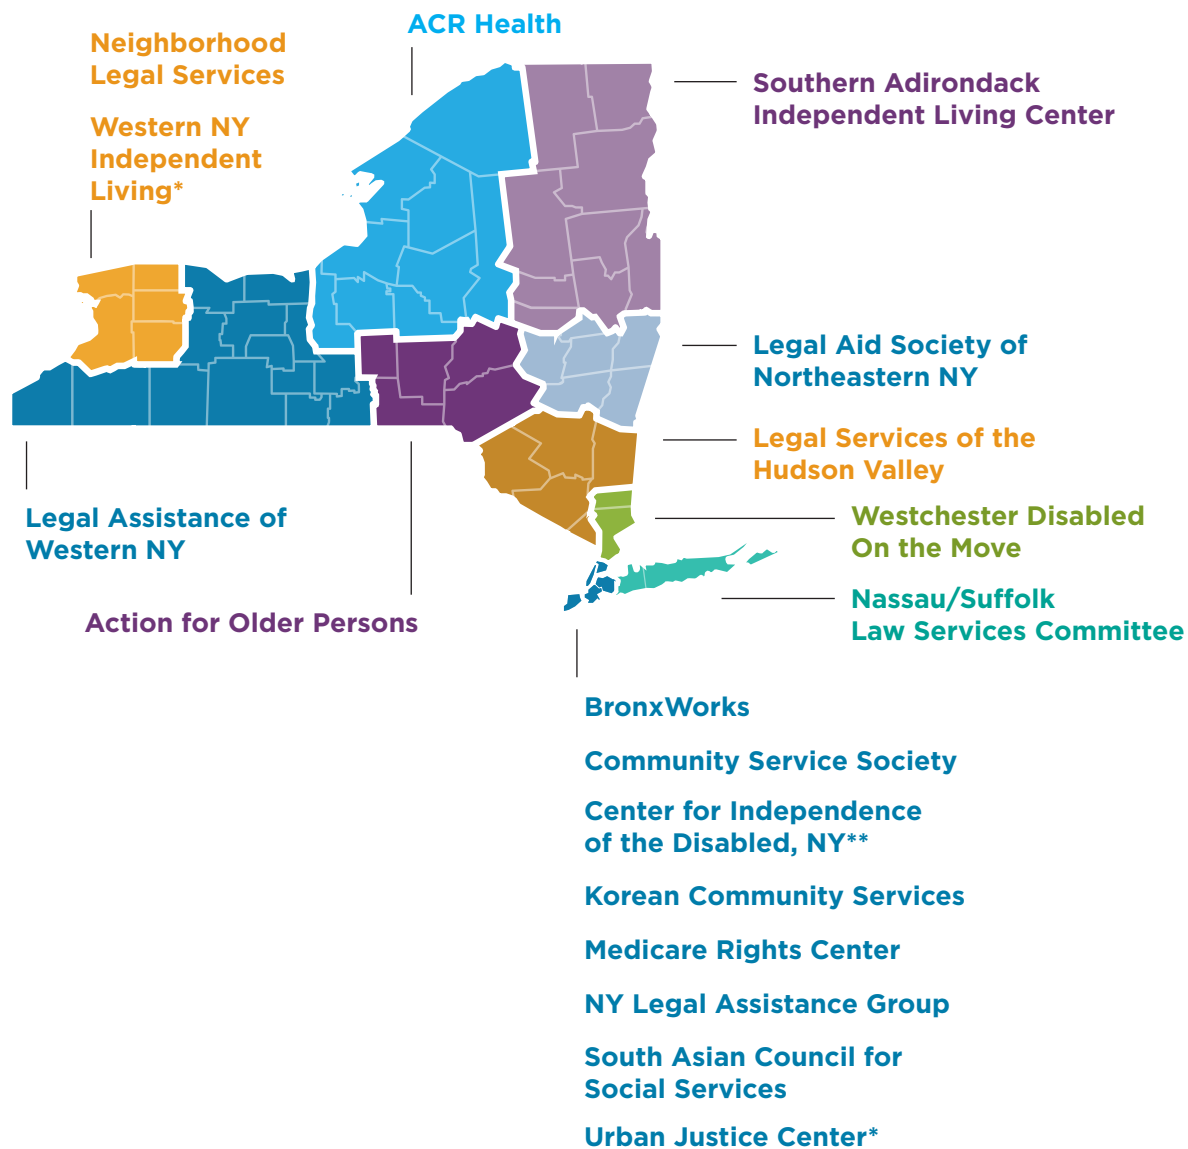 ACR Health
Neighborhood
Legal Services
Western NY
Independent
Living*
Southern Adirondack
Independent Living Center
Legal Aid Society of
Northeastern NY
Legal Services of the
Hudson Valley
Westchester Disabled
On the Move
Nassau/Suffolk
Law Services Committee
Legal Assistance of
Western NY
Action for Older Persons
BronxWorks
Community Service Society
Center for Independence
of the Disabled, NY**
Korean Community Services
Medicare Rights Center
NY Legal Assistance Group
South Asian Council for
Social Services
Urban Justice Center*